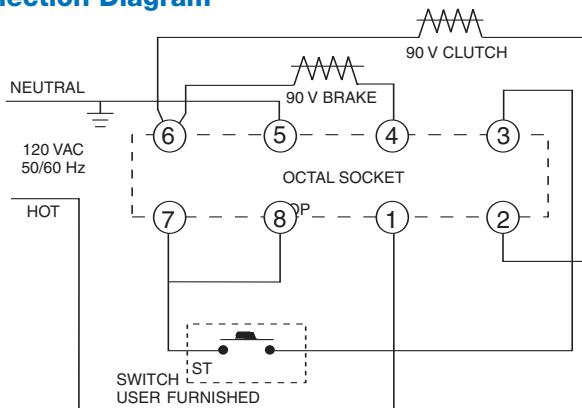 nection Diagram
90 V CLUTCH
NEUTRAL
90 V BRAKE
6 5 4 3
120 VAC
50/60 Hz
OCTAL SOCKET
HOT
7 8 OP 1 2
ST
SWITCH
USER FURNISHED